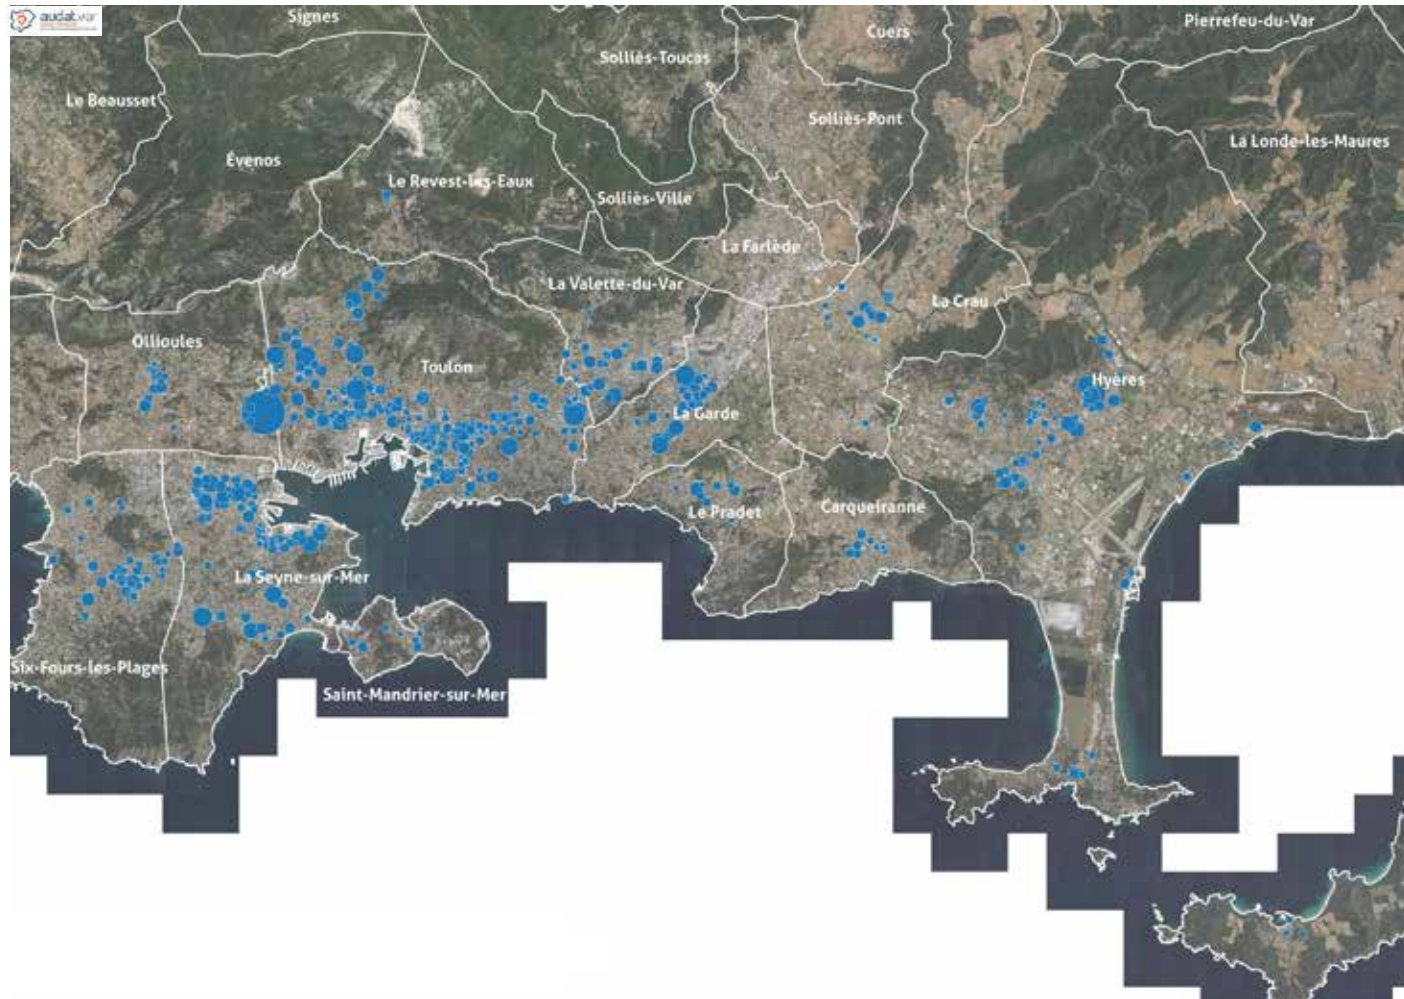 audat.var
Signes
Pierrefeu-du-Var
Cuers
Solliès-Toucas
Le Beausset
Solliès-Pont
La Londe-les-Maures
Évenos
Le Revest-les-Eaux
Solliès-Ville
La Farlède
La Valette-du-Var
La Crau
Ollioules
Toulon
Hyères
La Garde
Le Pradet
Carqueiranne
La Seyne-sur-Mer
Six-Fours-les-Plages
Saint-Mandrier-sur-Mer